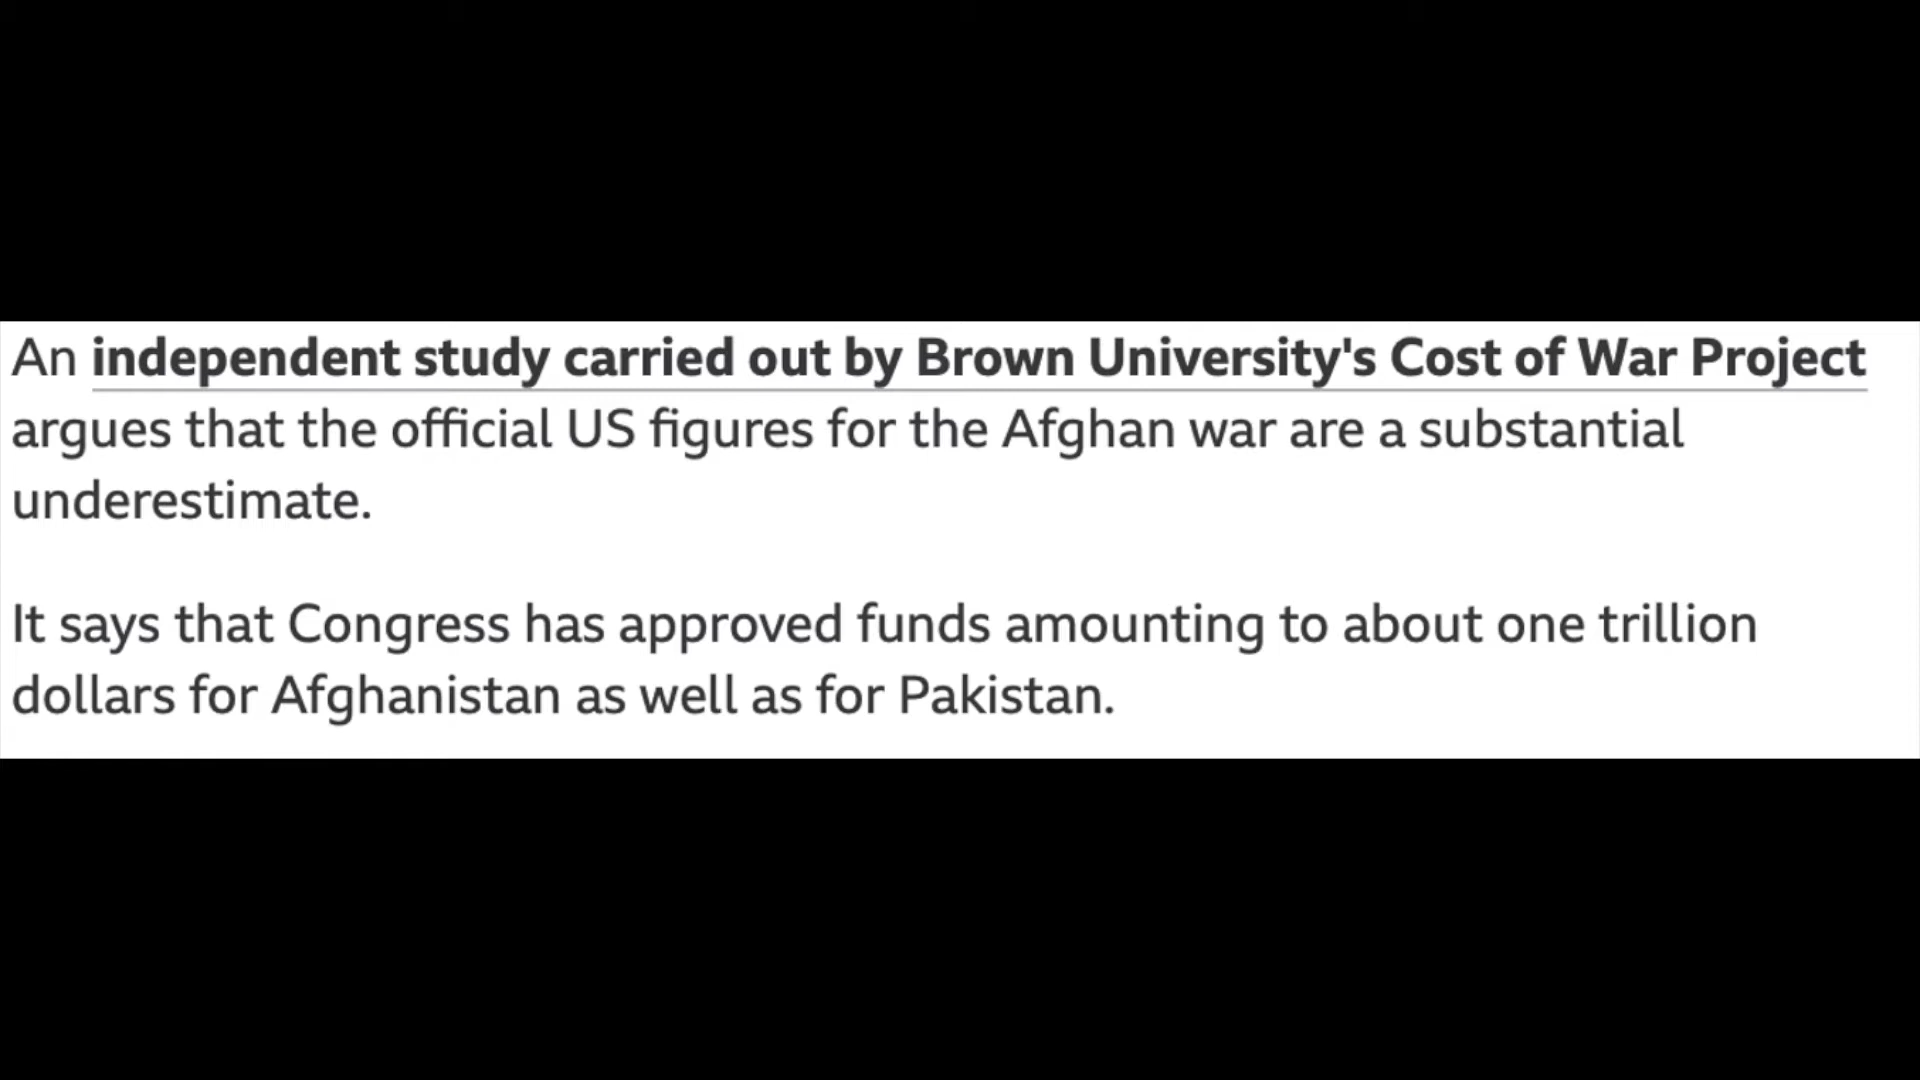 An independent study carried out by Brown University's Cost of War Project
argues that the official US figures for the Afghan war are a substantial
underestimate.
It says that Congress has approved funds amounting to about one trillion
dollars for Afghanistan as well as for Pakistan.